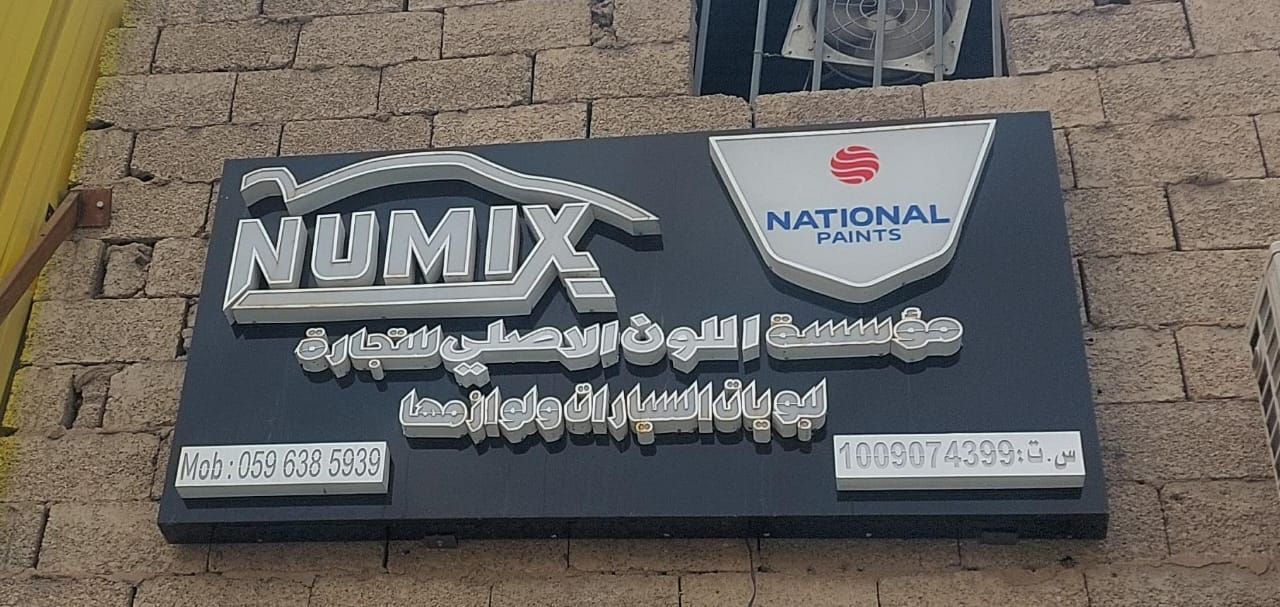 NUMIX
NATIONAL
PAINTS
مؤسسة اللون الاصلي للتجارة
لبويات السيارات ولوازمها
Mob : 059 638 5939
س.ت: 1009074399